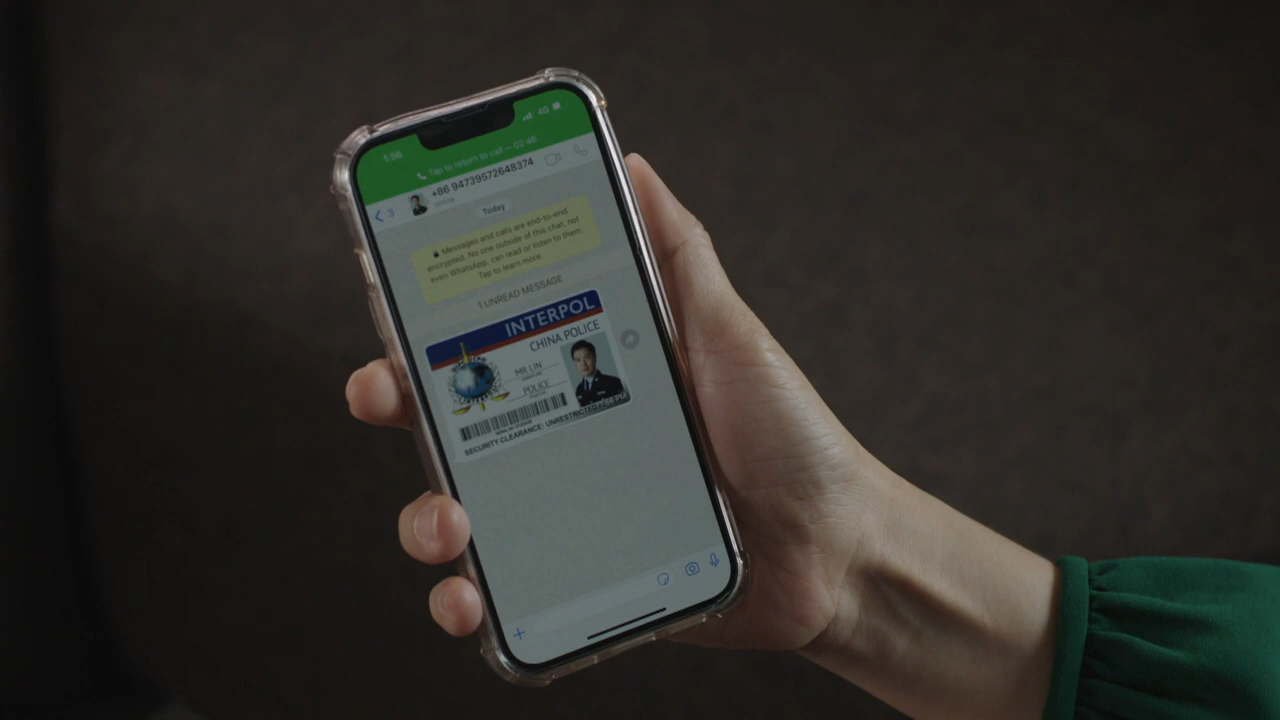 1:56
4G
Tap to return to call — 02:46
3
+86 94739572648374
online
Today
Messages and calls are end-to-end
encrypted. No one outside of this chat, not
even WhatsApp, can read or listen to them.
Tap to learn more.
1 UNREAD MESSAGE
INTERPOL
CHINA POLICE
MR LIN
POLICE
SECURITY CLEARANCE: UNRESTRICTED